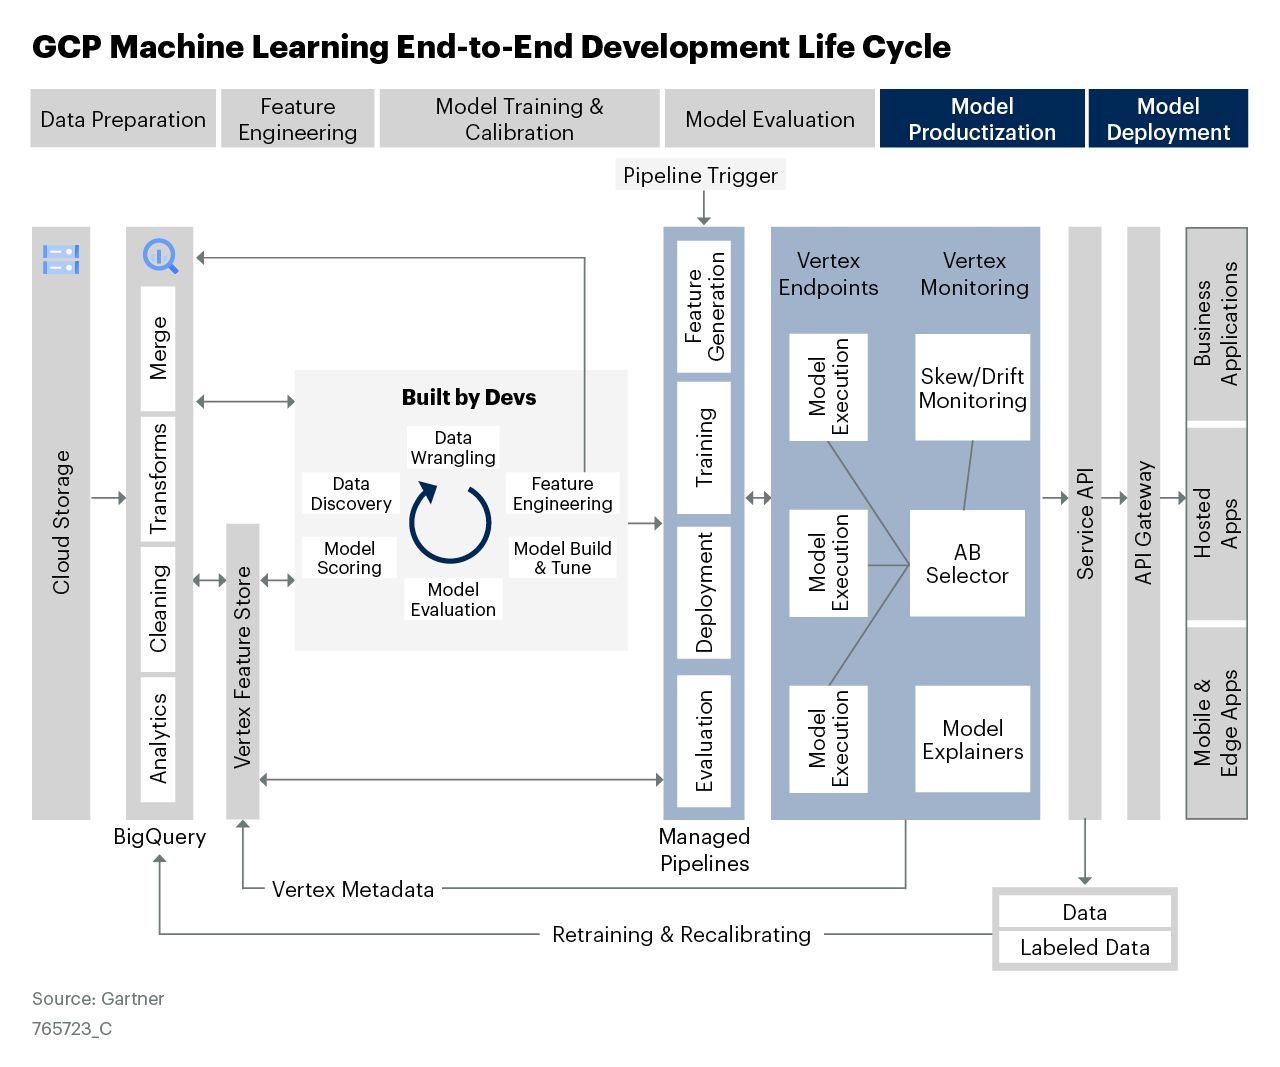 GCP Machine Learning End-to-End Development Life Cycle
Data Preparation
Feature
Engineering
Model Training &
Calibration
Model Evaluation
Model
Productization
Model
Deployment
Pipeline Trigger
Cloud Storage
Merge
Transforms
Cleaning
Analytics
BigQuery
Vertex Feature Store
Built by Devs
Data
Wrangling
Data
Discovery
Feature
Engineering
Model
Scoring
Model Build
& Tune
Model
Evaluation
Feature
Generation
Training
Deployment
Evaluation
Managed
Pipelines
Vertex
Endpoints
Vertex
Monitoring
Model
Execution
Skew/Drift
Monitoring
Model
Execution
AB
Selector
Model
Execution
Model
Explainers
Service API
API Gateway
Business
Applications
Hosted
Apps
Mobile &
Edge Apps
Vertex Metadata
Retraining & Recalibrating
Data
Labeled Data
Source: Gartner
765723_C